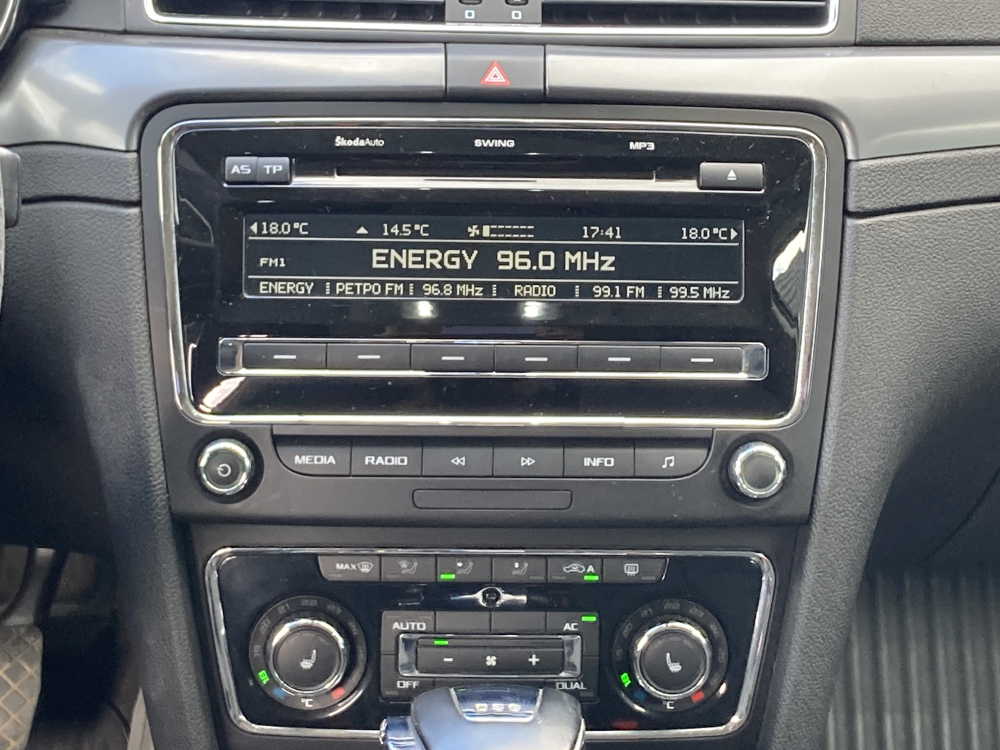 ŠkodaAuto SWING MP3
AS TP
18.0°C 14.5°C 17:41 18.0°C
FM1 ENERGY 96.0 MHz
ENERGY РЕТРО FM 96.8 MHz RADIO 99.1 FM 99.5 MHz
MEDIA RADIO INFO
MAX A
AUTO AC
OFF DUAL
°C °C
DSG